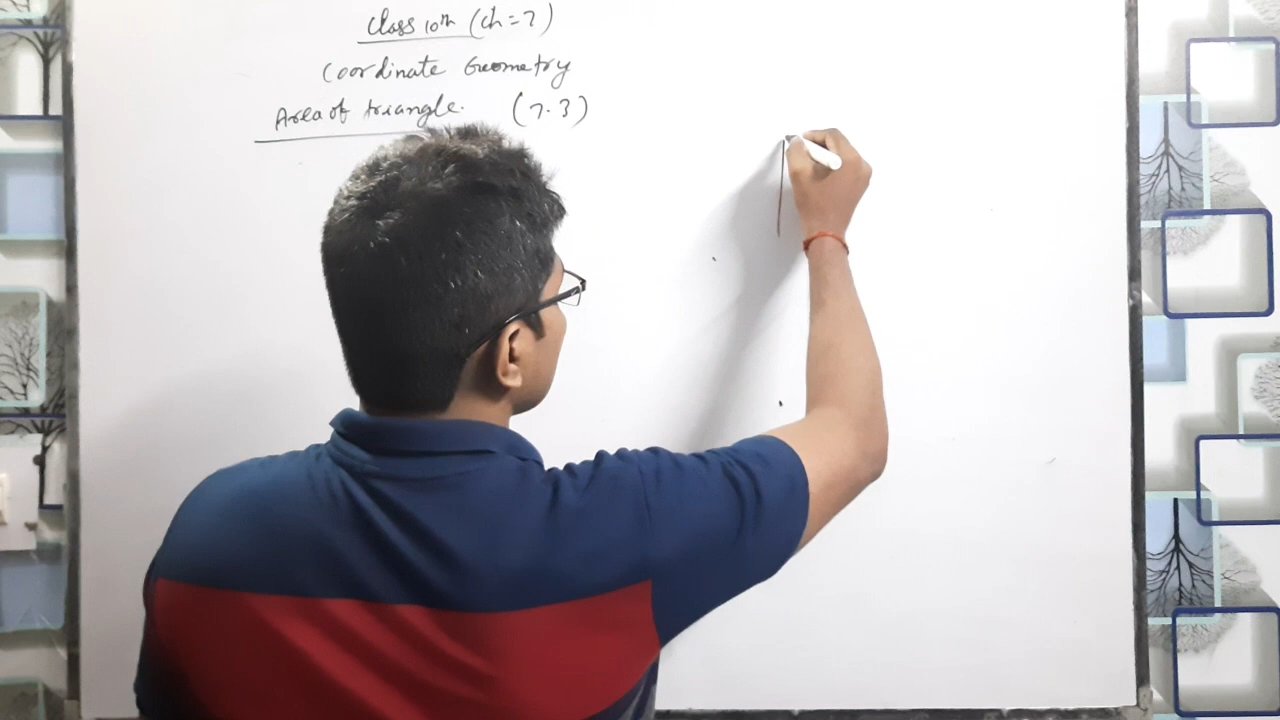 Class 10th (Ch=7)
Coordinate Geometry
Area of triangle. (7.3)